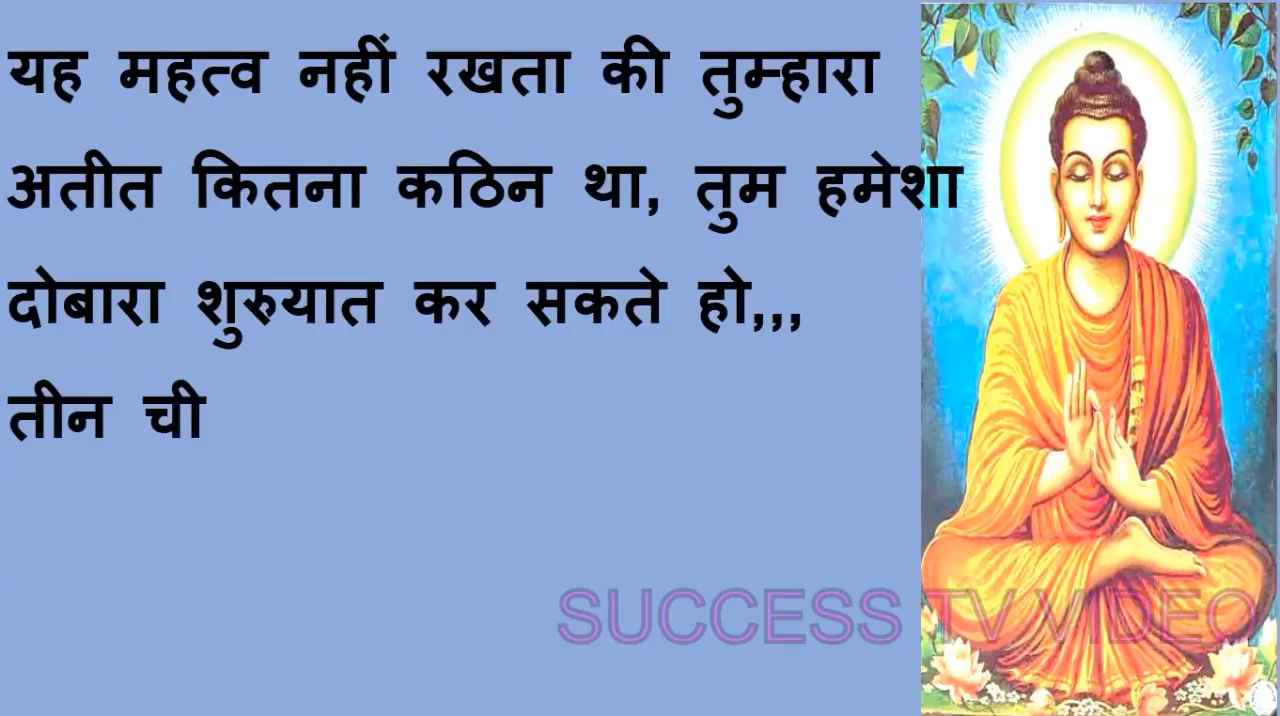 यह महत्व नहीं रखता की तुम्हारा
अतीत कितना कठिन था, तुम हमेशा
दोबारा शुरुयात कर सकते हो,,,
तीन ची
SUCCESS TV VIDEO